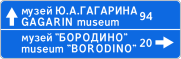 музей Ю.А.ГАГАРИНА
GAGARIN museum 94
музей "БОРОДИНО"
museum "BORODINO" 20